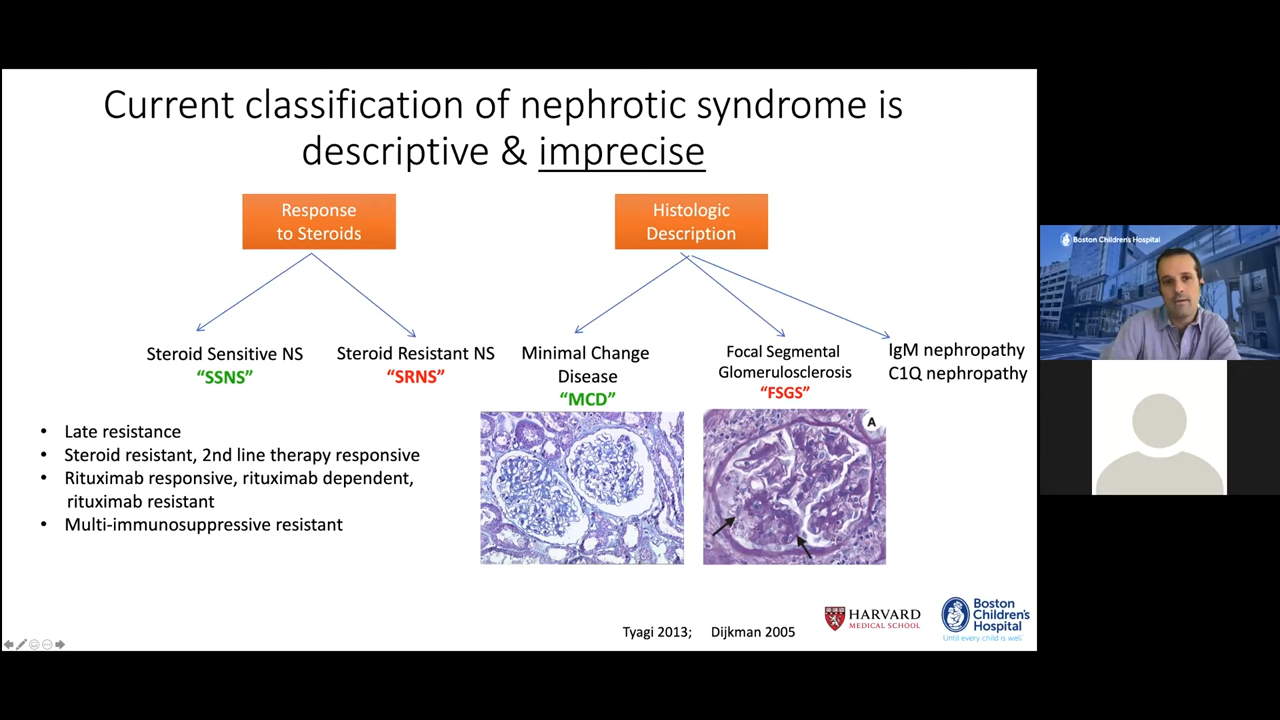 Current classification of nephrotic syndrome is
descriptive & imprecise
Response
to Steroids
Histologic
Description
Steroid Sensitive NS
“SSNS”
Steroid Resistant NS
“SRNS”
Minimal Change
Disease
“MCD”
Focal Segmental
Glomerulosclerosis
“FSGS”
IgM nephropathy
C1Q nephropathy
• Late resistance
• Steroid resistant, 2nd line therapy responsive
• Rituximab responsive, rituximab dependent,
rituximab resistant
• Multi-immunosuppressive resistant
A
Tyagi 2013; Dijkman 2005
HARVARD
MEDICAL SCHOOL
Boston
Children's
Hospital
Until every child is well
Boston Children's Hospital